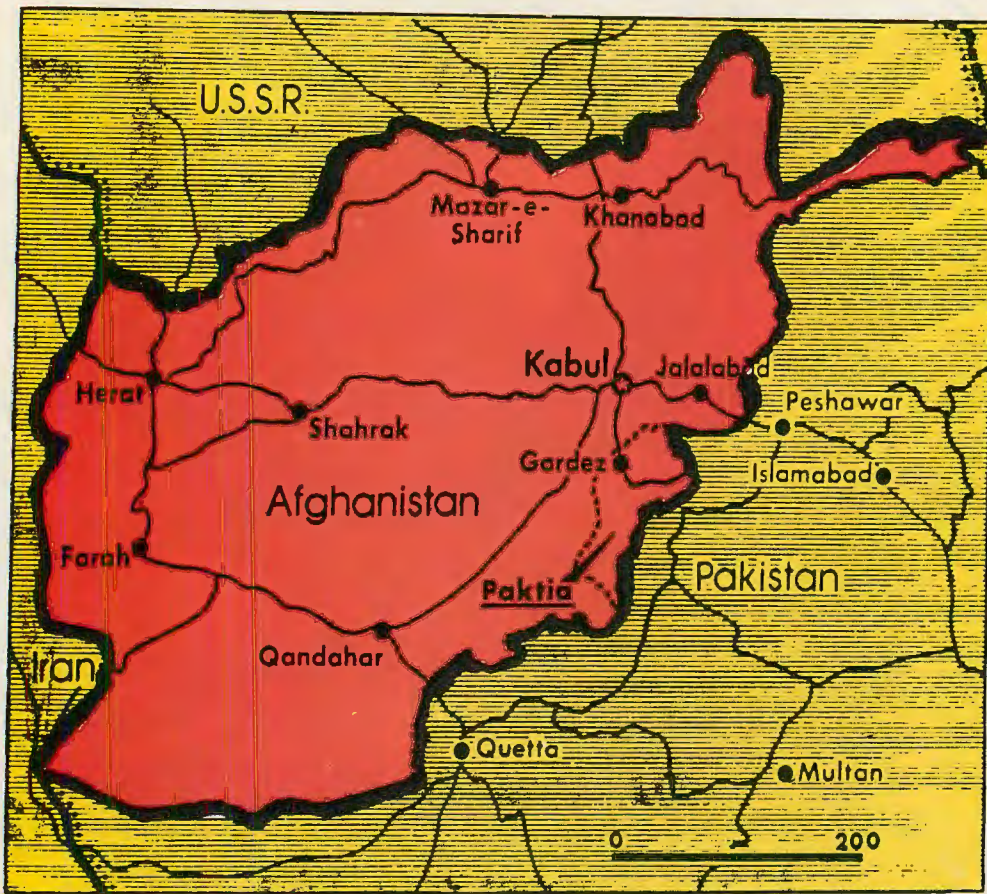 U.S.S.R.
Mazar-e-
Sharif
Khanabad
Kabul
Jalalabad
Herat
Shahrak
Peshawar
Gardez
Islamabad
Afghanistan
Farah
Paktia
Pakistan
Qandahar
Iran
Quetta
Multan
0 200